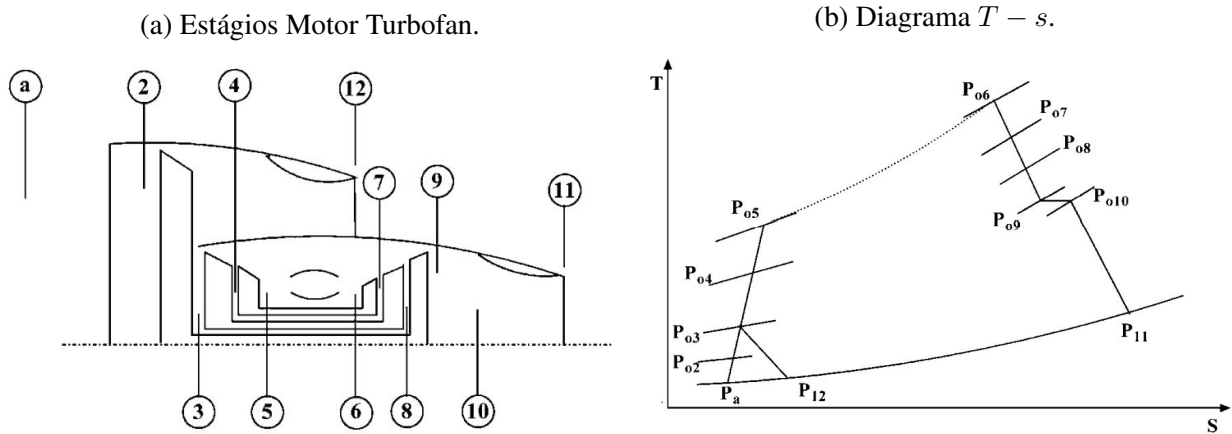 (a) Estágios Motor Turbofan.
a
2
4
12
7
9
11
3
5
6
8
10
(b) Diagrama T − s.
T
Po6
Po7
Po8
Po5
Po9
Po10
Po4
Po3
Po2
Pa
P12
P11
S